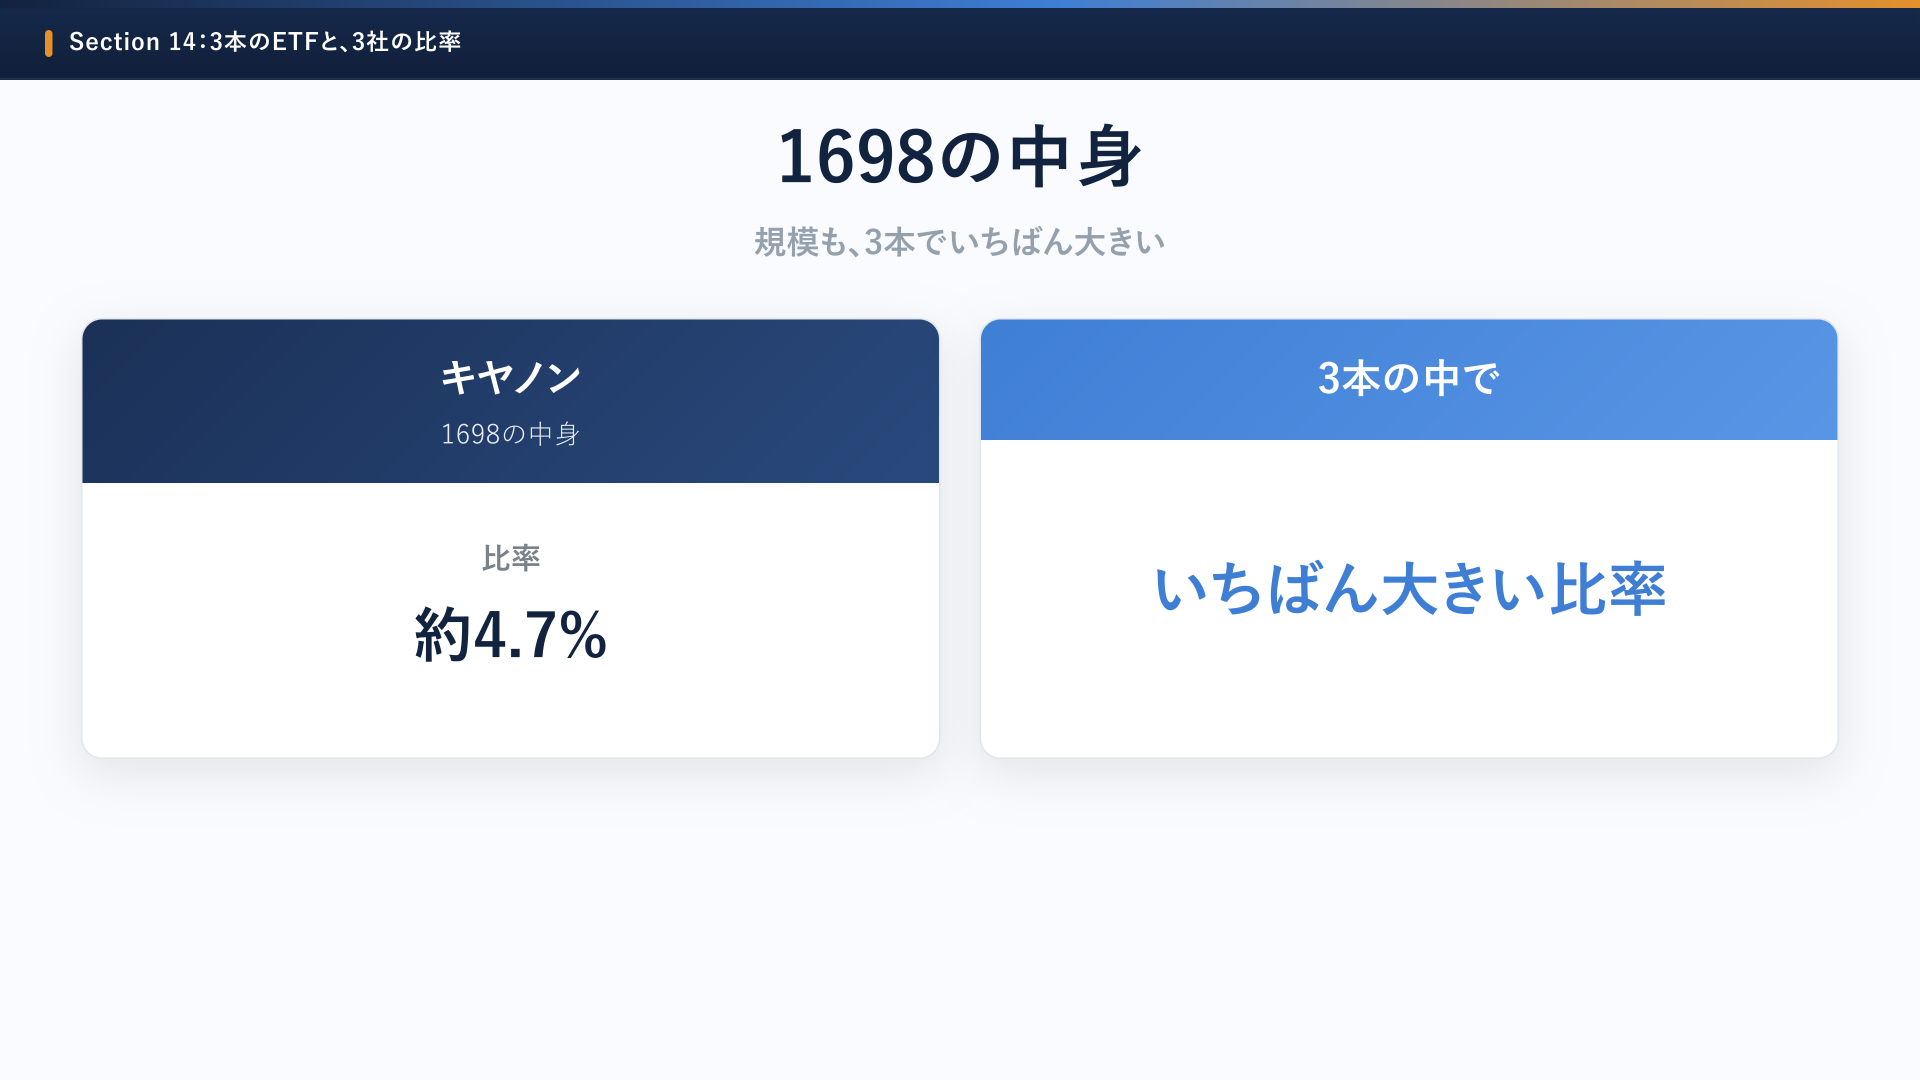 Section 14：3本のETFと、3社の比率
1698の中身
規模も、3本でいちばん大きい
キヤノン
1698の中身
比率
約4.7%
3本の中で
いちばん大きい比率